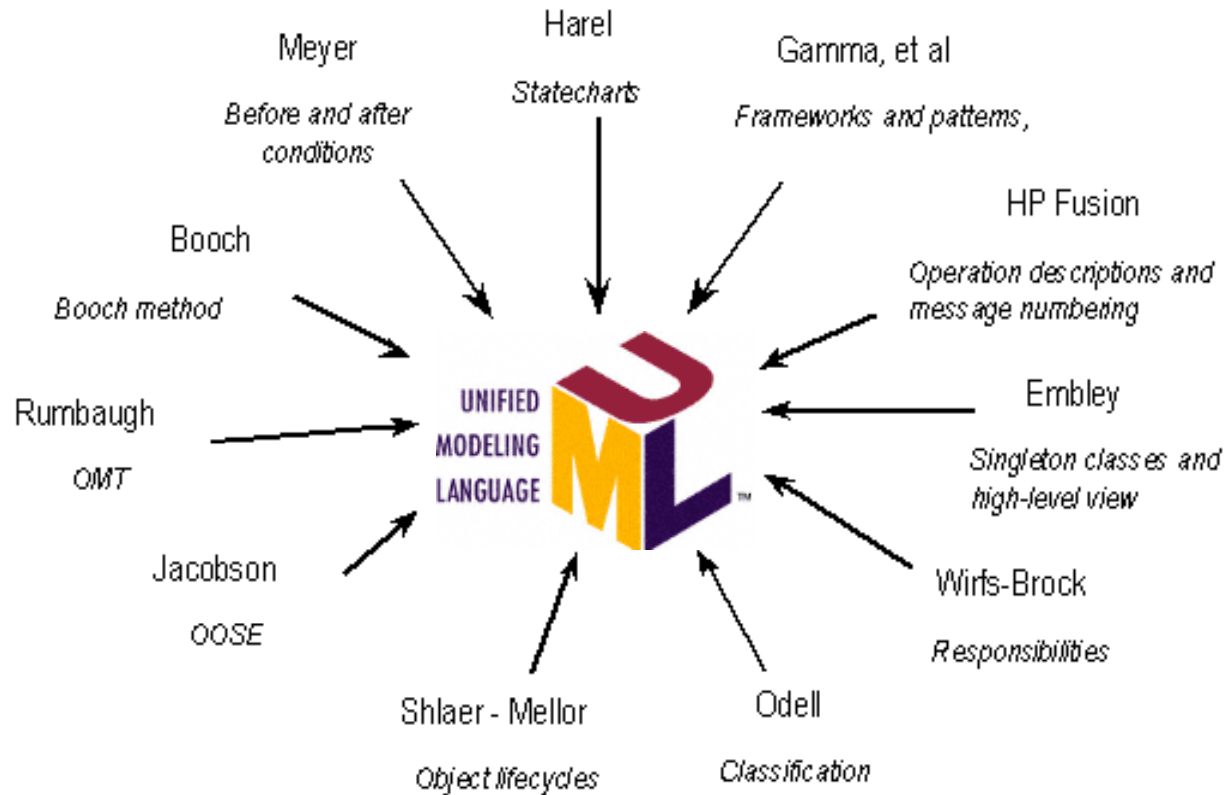 Harel
Statecharts
Meyer
Before and after
conditions
Gamma, et al
Frameworks and patterns,
HP Fusion
Operation descriptions and
message numbering
Booch
Booch method
Embley
Singleton classes and
high-level view
Rumbaugh
OMT
UNIFIED
MODELING
LANGUAGE
UML
TM
Jacobson
OOSE
Wirfs-Brock
Responsibilities
Shlaer - Mellor
Object lifecycles
Odell
Classification